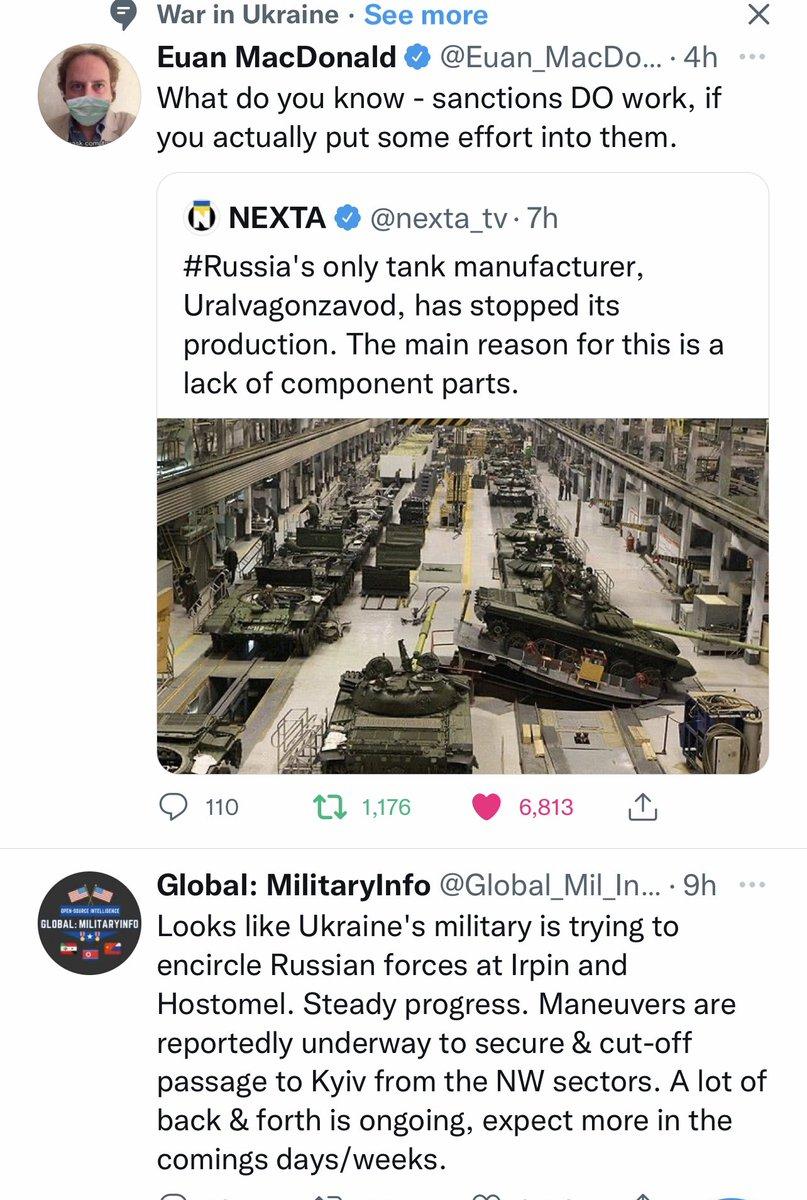 War in Ukraine · See more
Euan MacDonald @Euan_MacDo... · 4h
What do you know - sanctions DO work, if
you actually put some effort into them.
NEXTA @nexta_tv · 7h
#Russia's only tank manufacturer,
Uralvagonzavod, has stopped its
production. The main reason for this is a
lack of component parts.
110 1,176 6,813
Global: MilitaryInfo @Global_Mil_In... · 9h
OPEN-SOURCE INTELLIGENCE
GLOBAL: MILITARYINFO
Looks like Ukraine's military is trying to
encircle Russian forces at Irpin and
Hostomel. Steady progress. Maneuvers are
reportedly underway to secure & cut-off
passage to Kyiv from the NW sectors. A lot of
back & forth is ongoing, expect more in the
comings days/weeks.